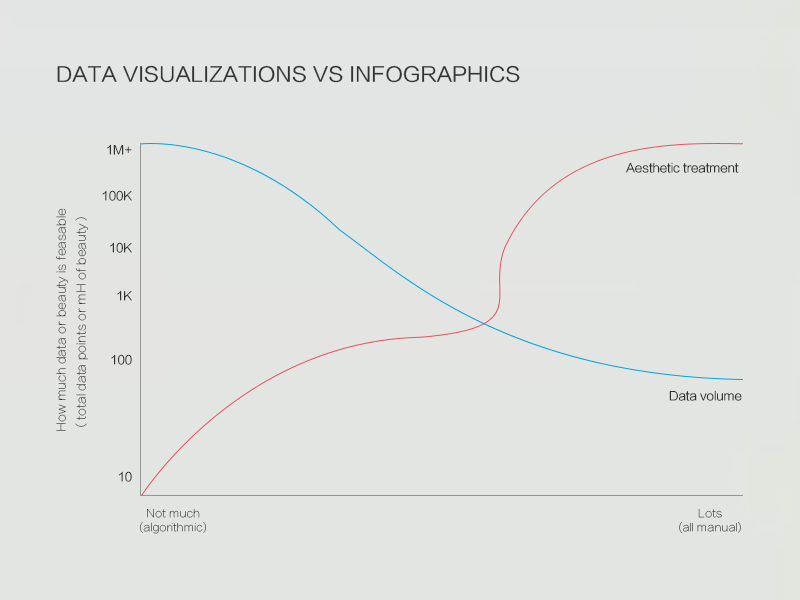 DATA VISUALIZATIONS VS INFOGRAPHICS
How much data or beauty is feasable
(total data points or mH of beauty)
1M+
100K
10K
1K
100
10
Aesthetic treatment
Data volume
Not much
(algorithmic)
Lots
(all manual)